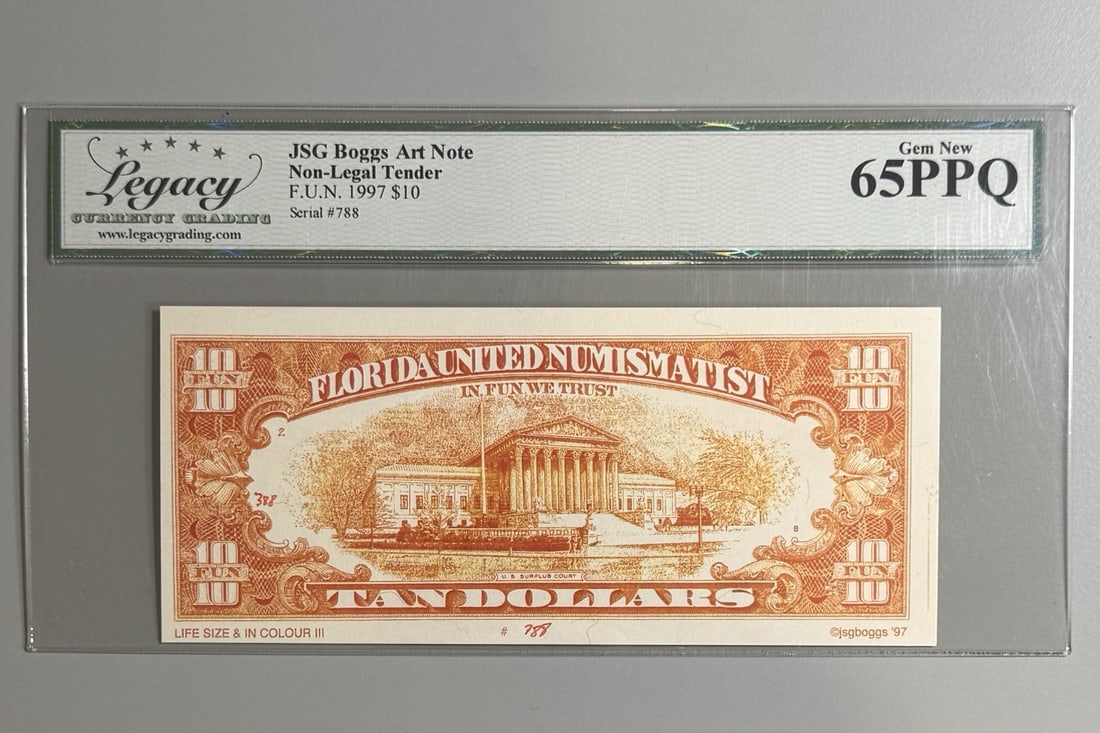 Legacy
CURRENCY GRADING
www.legacygrading.com
JSG Boggs Art Note
Non-Legal Tender
F.U.N. 1997 $10
Serial #788
Gem New
65PPQ
10 FUN 10
FLORIDA UNITED NUMISMATIST
10 FUN 10
IN FUN WE TRUST
2
388
B
10 FUN 10
U. S. SURPLUS COURT
10 FUN 10
TAN DOLLARS
LIFE SIZE & IN COLOUR III
# 788
©jsgboggs '97